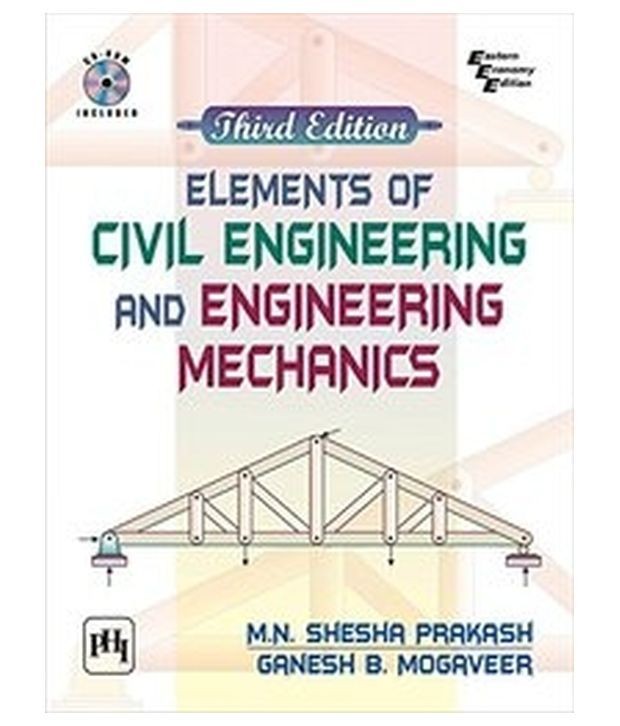 CD-ROM
INCLUDED
Eastern
Economy
Edition
Third Edition
ELEMENTS OF
CIVIL ENGINEERING
AND ENGINEERING
MECHANICS
PHI
M.N. SHESHA PRAKASH
GANESH B. MOGAVEER